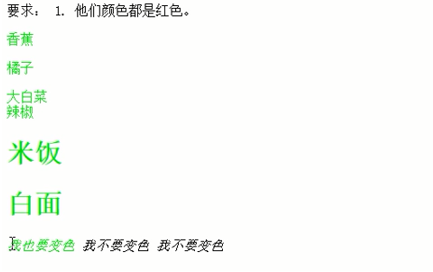 要求： 1. 他们颜色都是红色。
香蕉
橘子
大白菜
辣椒
米饭
白面
我也要变色 我不要变色 我不要变色